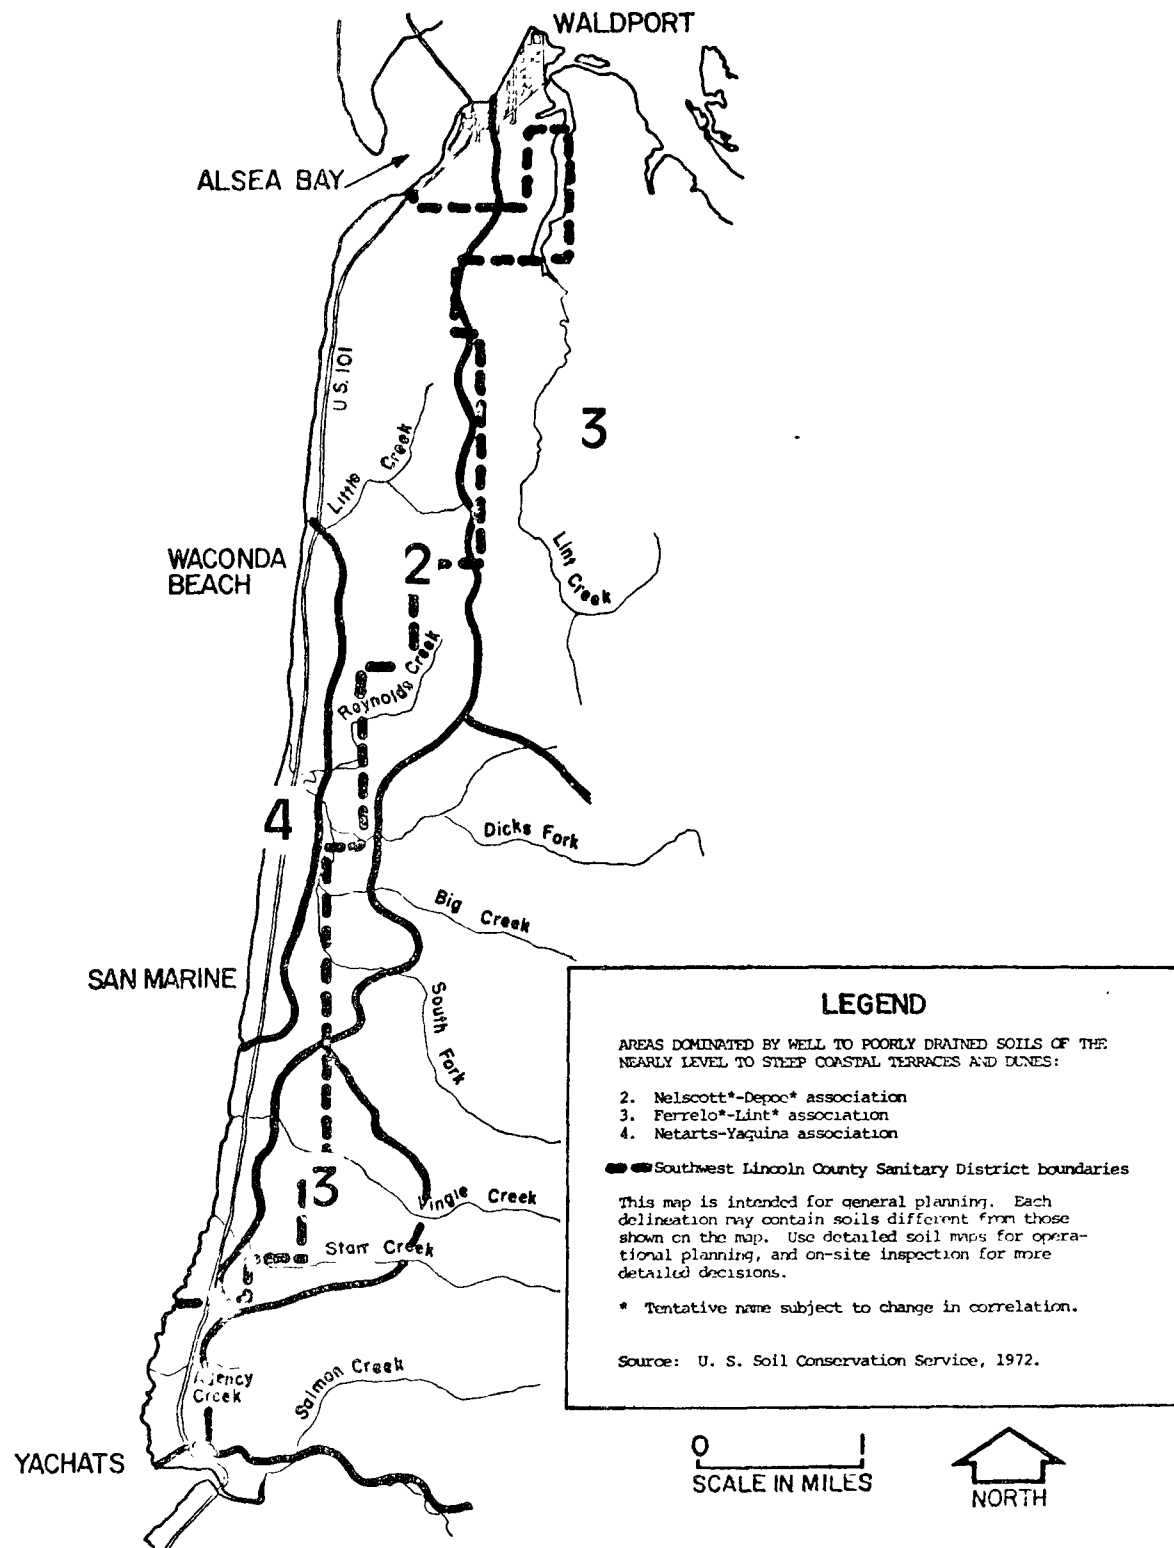 WALDPORT
ALSEA BAY
U.S. 101
3
Little Creek
WACONDA
BEACH
2
Lint Creek
Reynolds Creek
4
Dicks Fork
Big Creek
SAN MARINE
South Fork
3
Vingie Creek
Starr Creek
3
Agency
Creek
Salmon Creek
YACHATS
LEGEND
AREAS DOMINATED BY WELL TO POORLY DRAINED SOILS OF THE
NEARLY LEVEL TO STEEP COASTAL TERRACES AND DUNES:
2. Nelscott*-Depoc* association
3. Ferrelo*-Lint* association
4. Netarts-Yaquina association
Southwest Lincoln County Sanitary District boundaries
This map is intended for general planning. Each
delineation may contain soils different from those
shown on the map. Use detailed soil maps for opera-
tional planning, and on-site inspection for more
detailed decisions.
* Tentative name subject to change in correlation.
Source: U. S. Soil Conservation Service, 1972.
0 1
SCALE IN MILES
NORTH